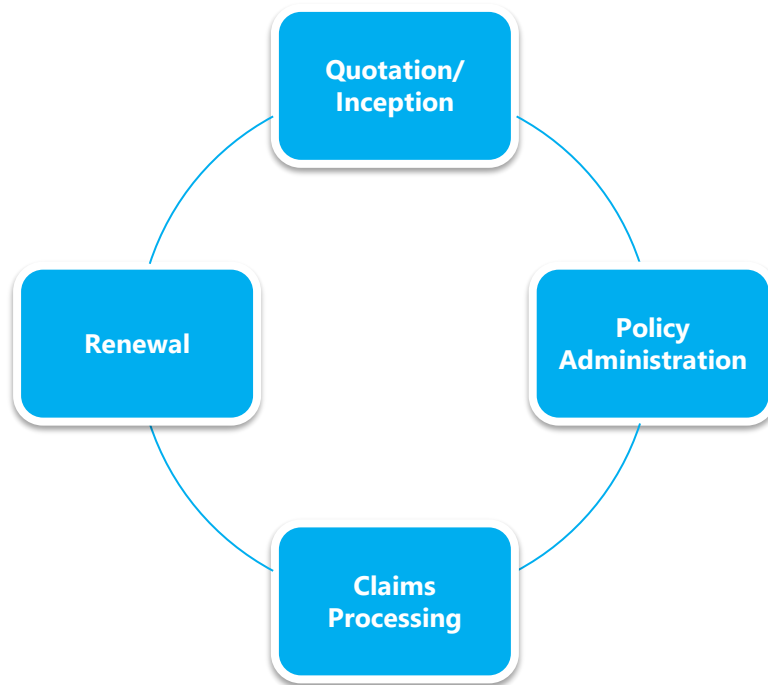 Quotation/
Inception
Renewal
Policy
Administration
Claims
Processing